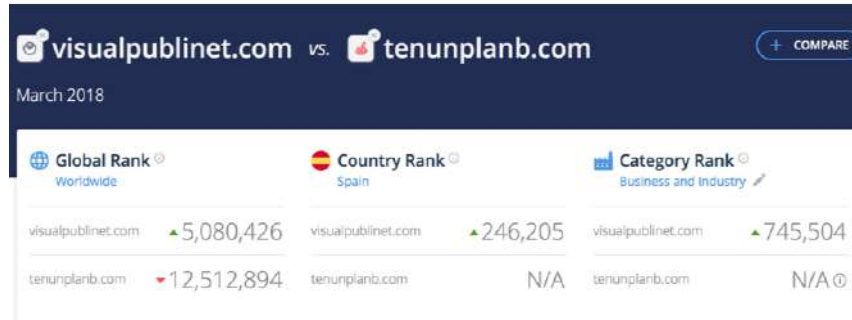 visualpublinet.com vs. tenunplanb.com
+ COMPARE
March 2018
Global Rank
Worldwide
Country Rank
Spain
Category Rank
Business and Industry
visualpublinet.com 5,080,426
visualpublinet.com 246,205
visualpublinet.com 745,504
tenunplanb.com 12,512,894
tenunplanb.com N/A
tenunplanb.com N/A